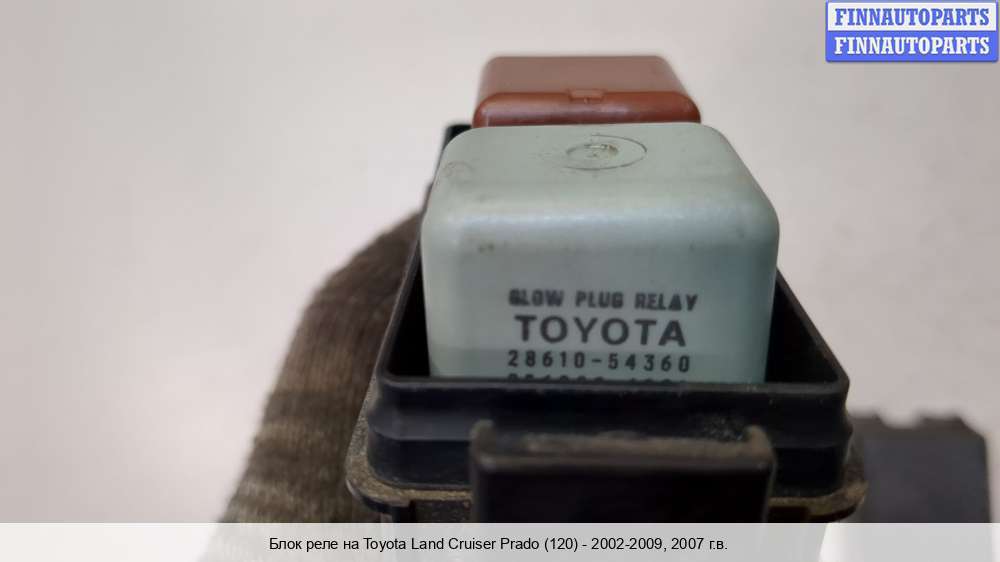 FINNAUTOPARTS
FINNAUTOPARTS
GLOW PLUG RELAY
TOYOTA
28610-54360
Блок реле на Toyota Land Cruiser Prado (120) - 2002-2009, 2007 г.в.